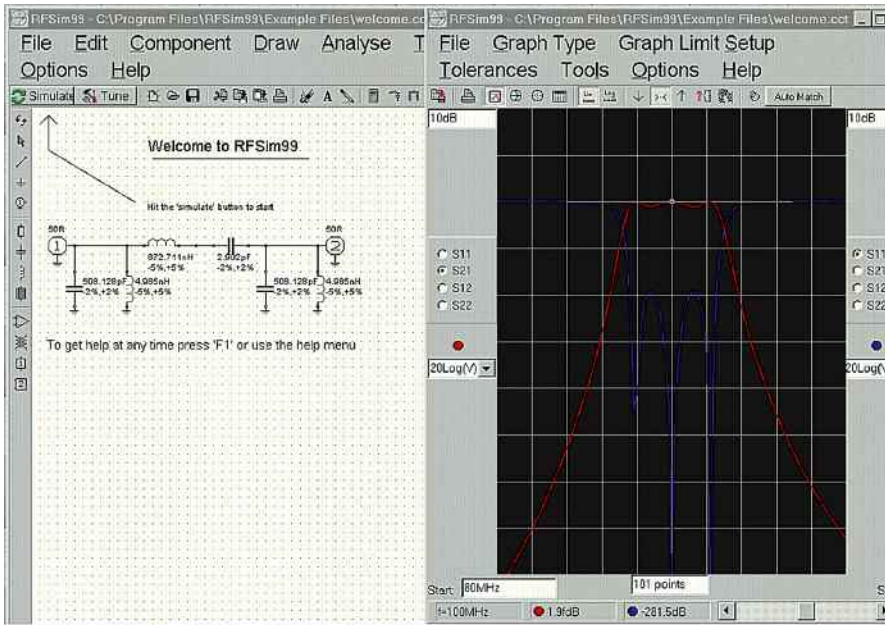 RFSim99 - C:\Program Files\RFSim99\Example Files\welcome.cct
File Edit Component Draw Analyse T
Options Help
Simulate Tune
Welcome to RFSim99
Hit the 'simulate' button to start
50R
1
872.711nH
-5%,+5%
2.902pF
-2%,+2%
50R
2
508.128pF
-2%,+2%
4.985nH
-5%,+5%
508.128pF
-2%,+2%
4.985nH
-5%,+5%
To get help at any time press 'F1' or use the help menu
RFSim99 - C:\Program Files\RFSim99\Example Files\welcome.cct
File Graph Type Graph Limit Setup
Tolerances Tools Options Help
Auto Match
10dB
10dB
S11
S21
S12
S22
S11
S21
S12
S22
20Log(V)
20Log(V
Start 80MHz
101 points
S
f=100MHz
1.9fdB
-281.5dB